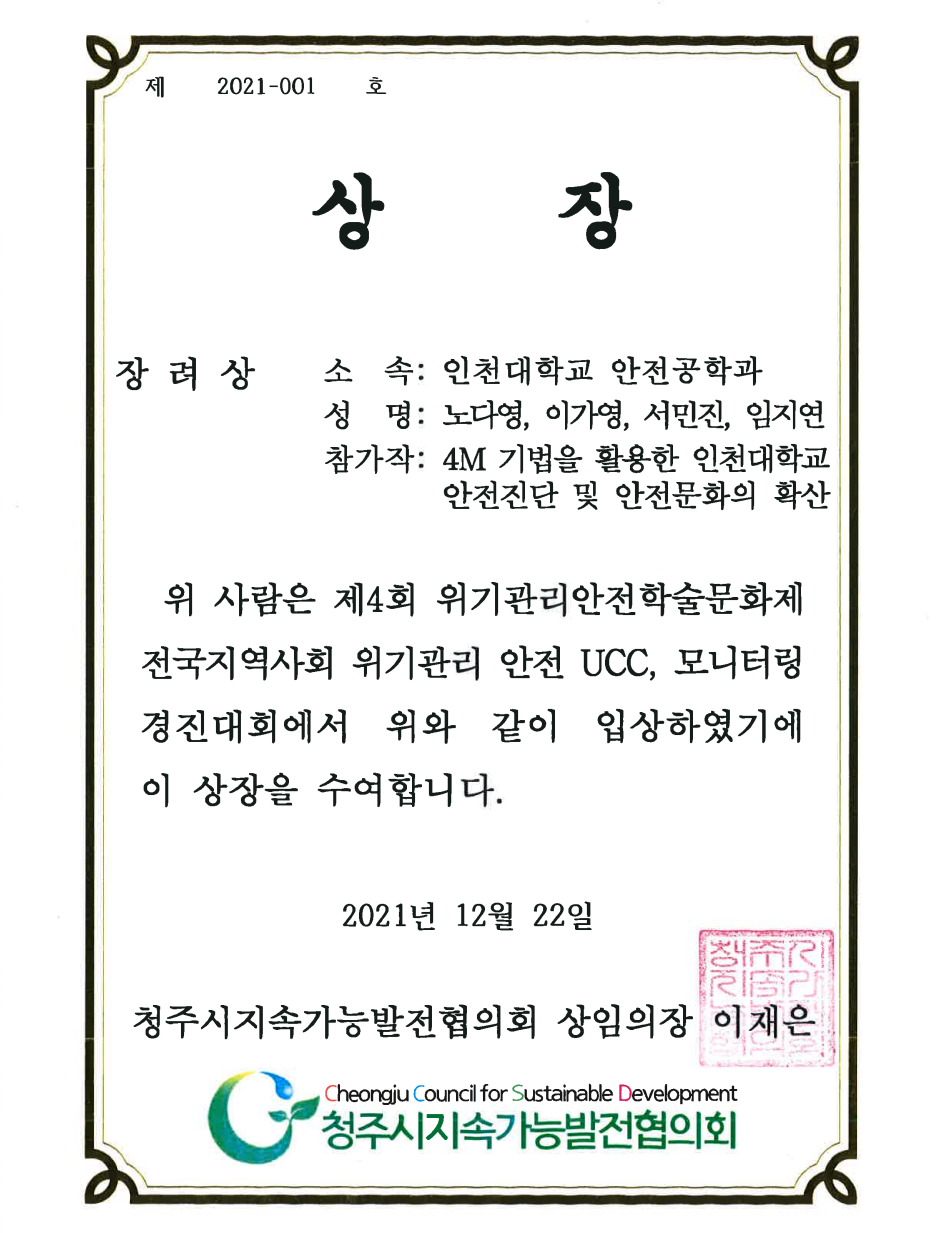 제 2021-001 호
상 장
장 려 상
소 속: 인천대학교 안전공학과
성 명: 노다영, 이가영, 서민진, 임지연
참가작: 4M 기법을 활용한 인천대학교
안전진단 및 안전문화의 확산
위 사람은 제4회 위기관리안전학술문화제
전국지역사회 위기관리 안전 UCC, 모니터링
경진대회에서 위와 같이 입상하였기에
이 상장을 수여합니다.
2021년 12월 22일
청주시지속가능발전협의회 상임의장 이재은
Cheongju Council for Sustainable Development
청주시지속가능발전협의회